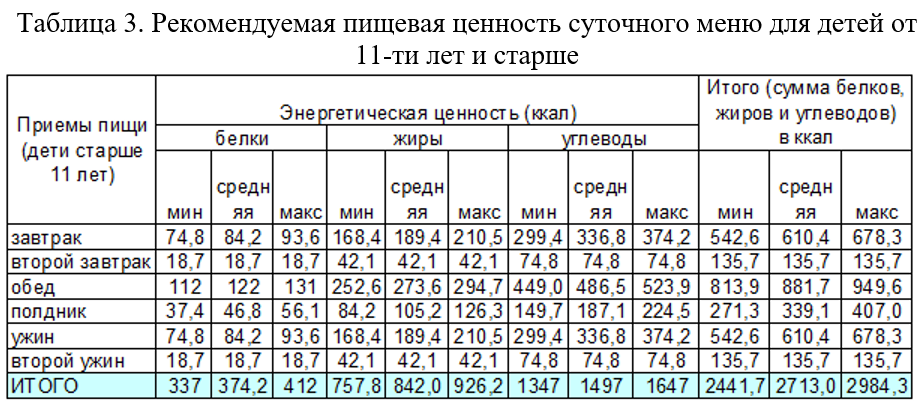 Таблица 3. Рекомендуемая пищевая ценность суточного меню для детей от
11-ти лет и старше
Приемы пищи (дети старше 11 лет) Энергетическая ценность (ккал) Итого (сумма белков, жиров и углеводов) в ккал
белки жиры углеводы
мин средн яя макс мин средн яя макс мин средн яя макс мин средн яя макс
завтрак 74,8 84,2 93,6 168,4 189,4 210,5 299,4 336,8 374,2 542,6 610,4 678,3
второй завтрак 18,7 18,7 18,7 42,1 42,1 42,1 74,8 74,8 74,8 135,7 135,7 135,7
обед 112 122 131 252,6 273,6 294,7 449,0 486,5 523,9 813,9 881,7 949,6
полдник 37,4 46,8 56,1 84,2 105,2 126,3 149,7 187,1 224,5 271,3 339,1 407,0
ужин 74,8 84,2 93,6 168,4 189,4 210,5 299,4 336,8 374,2 542,6 610,4 678,3
второй ужин 18,7 18,7 18,7 42,1 42,1 42,1 74,8 74,8 74,8 135,7 135,7 135,7
ИТОГО 337 374,2 412 757,8 842,0 926,2 1347 1497 1647 2441,7 2713,0 2984,3